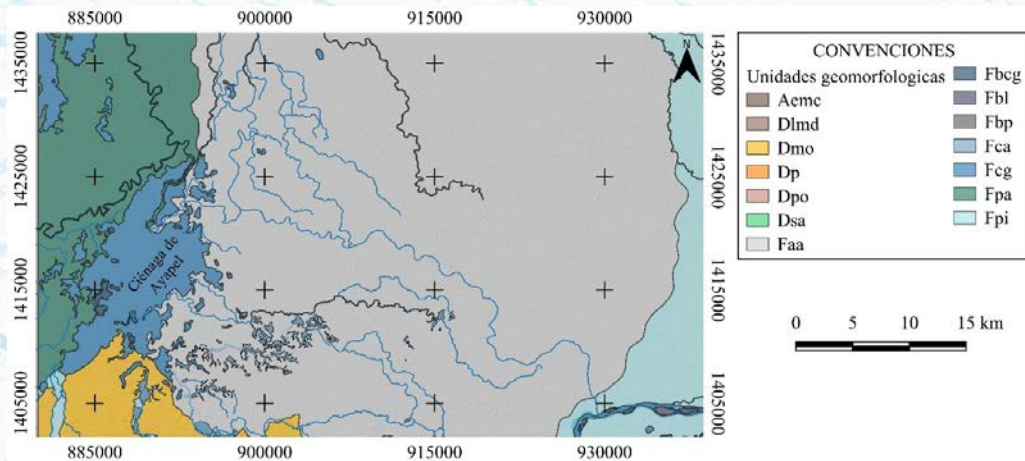 885000 900000 915000 930000
1435000
1425000
1415000
1405000
N
Ciénaga de
Ayapel
1435000
1425000
1415000
1405000
885000 900000 915000 930000
CONVENCIONES
Unidades geomorfologicas
Aemc
Dlmd
Dmo
Dp
Dpo
Dsa
Faa
Fbcg
Fbl
Fbp
Fca
Fcg
Fpa
Fpi
0 5 10 15 km